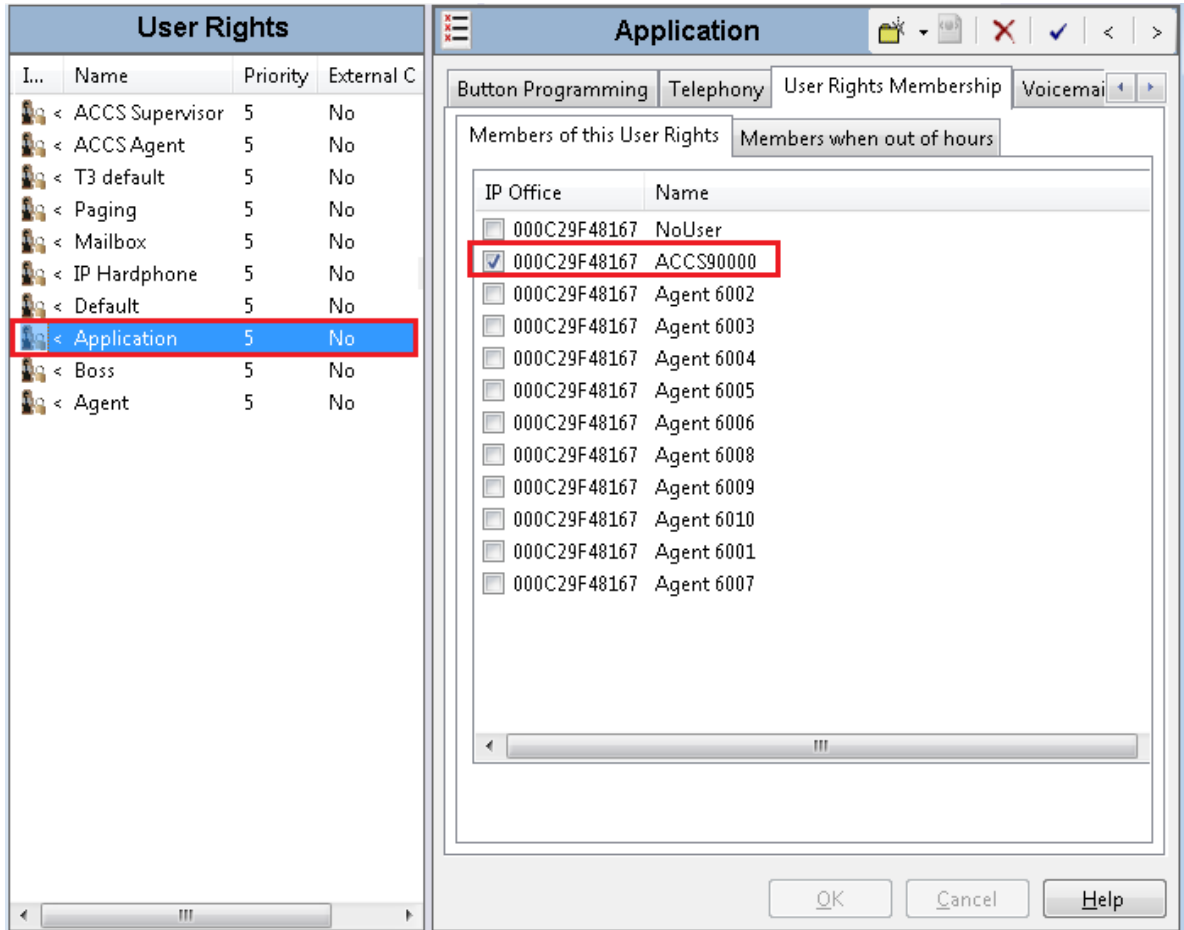 User Rights
I... Name Priority External C
< ACCS Supervisor 5 No
< ACCS Agent 5 No
< T3 default 5 No
< Paging 5 No
< Mailbox 5 No
< IP Hardphone 5 No
< Default 5 No
< Application 5 No
< Boss 5 No
< Agent 5 No
Application
Button Programming Telephony User Rights Membership Voicemai
Members of this User Rights Members when out of hours
IP Office Name
000C29F48167 NoUser
000C29F48167 ACCS90000
000C29F48167 Agent 6002
000C29F48167 Agent 6003
000C29F48167 Agent 6004
000C29F48167 Agent 6005
000C29F48167 Agent 6006
000C29F48167 Agent 6008
000C29F48167 Agent 6009
000C29F48167 Agent 6010
000C29F48167 Agent 6001
000C29F48167 Agent 6007
OK Cancel Help